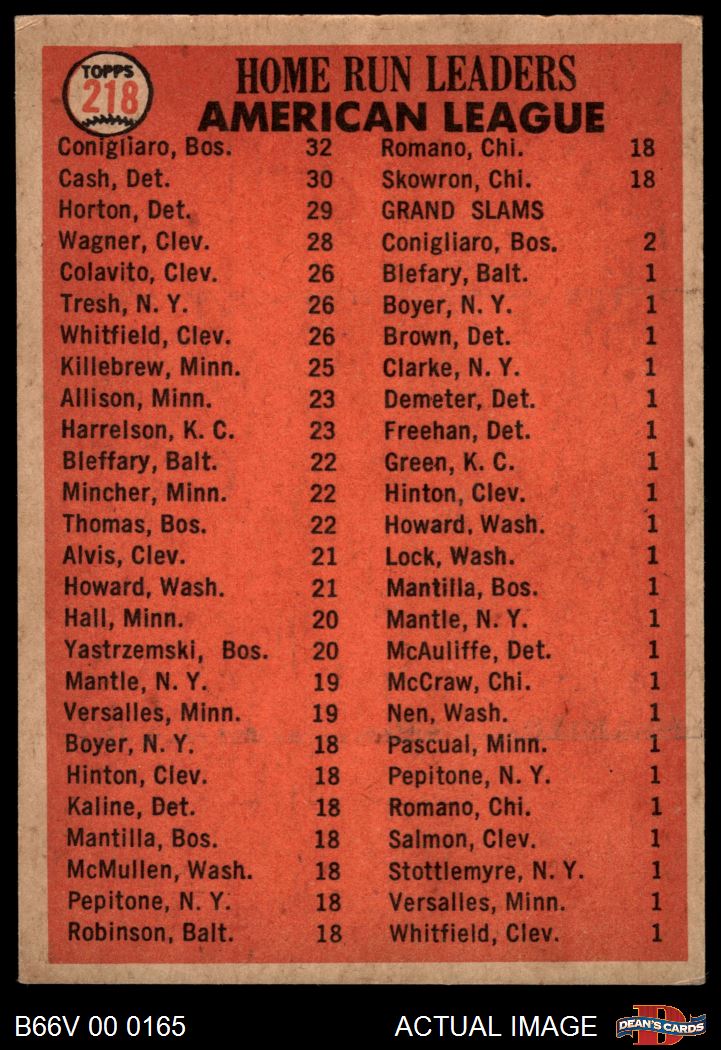 TOPPS
218
HOME RUN LEADERS
AMERICAN LEAGUE
Conigliaro, Bos. 32
Cash, Det. 30
Horton, Det. 29
Wagner, Clev. 28
Colavito, Clev. 26
Tresh, N. Y. 26
Whitfield, Clev. 26
Killebrew, Minn. 25
Allison, Minn. 23
Harrelson, K. C. 23
Bleffary, Balt. 22
Mincher, Minn. 22
Thomas, Bos. 22
Alvis, Clev. 21
Howard, Wash. 21
Hall, Minn. 20
Yastrzemski, Bos. 20
Mantle, N. Y. 19
Versalles, Minn. 19
Boyer, N. Y. 18
Hinton, Clev. 18
Kaline, Det. 18
Mantilla, Bos. 18
McMullen, Wash. 18
Pepitone, N. Y. 18
Robinson, Balt. 18
Romano, Chi. 18
Skowron, Chi. 18
GRAND SLAMS
Conigliaro, Bos. 2
Blefary, Balt. 1
Boyer, N. Y. 1
Brown, Det. 1
Clarke, N. Y. 1
Demeter, Det. 1
Freehan, Det. 1
Green, K. C. 1
Hinton, Clev. 1
Howard, Wash. 1
Lock, Wash. 1
Mantilla, Bos. 1
Mantle, N. Y. 1
McAuliffe, Det. 1
McCraw, Chi. 1
Nen, Wash. 1
Pascual, Minn. 1
Pepitone, N. Y. 1
Romano, Chi. 1
Salmon, Clev. 1
Stottlemyre, N. Y. 1
Versalles, Minn. 1
Whitfield, Clev. 1
B66V 00 0165
ACTUAL IMAGE
D
DEAN'S CARDS